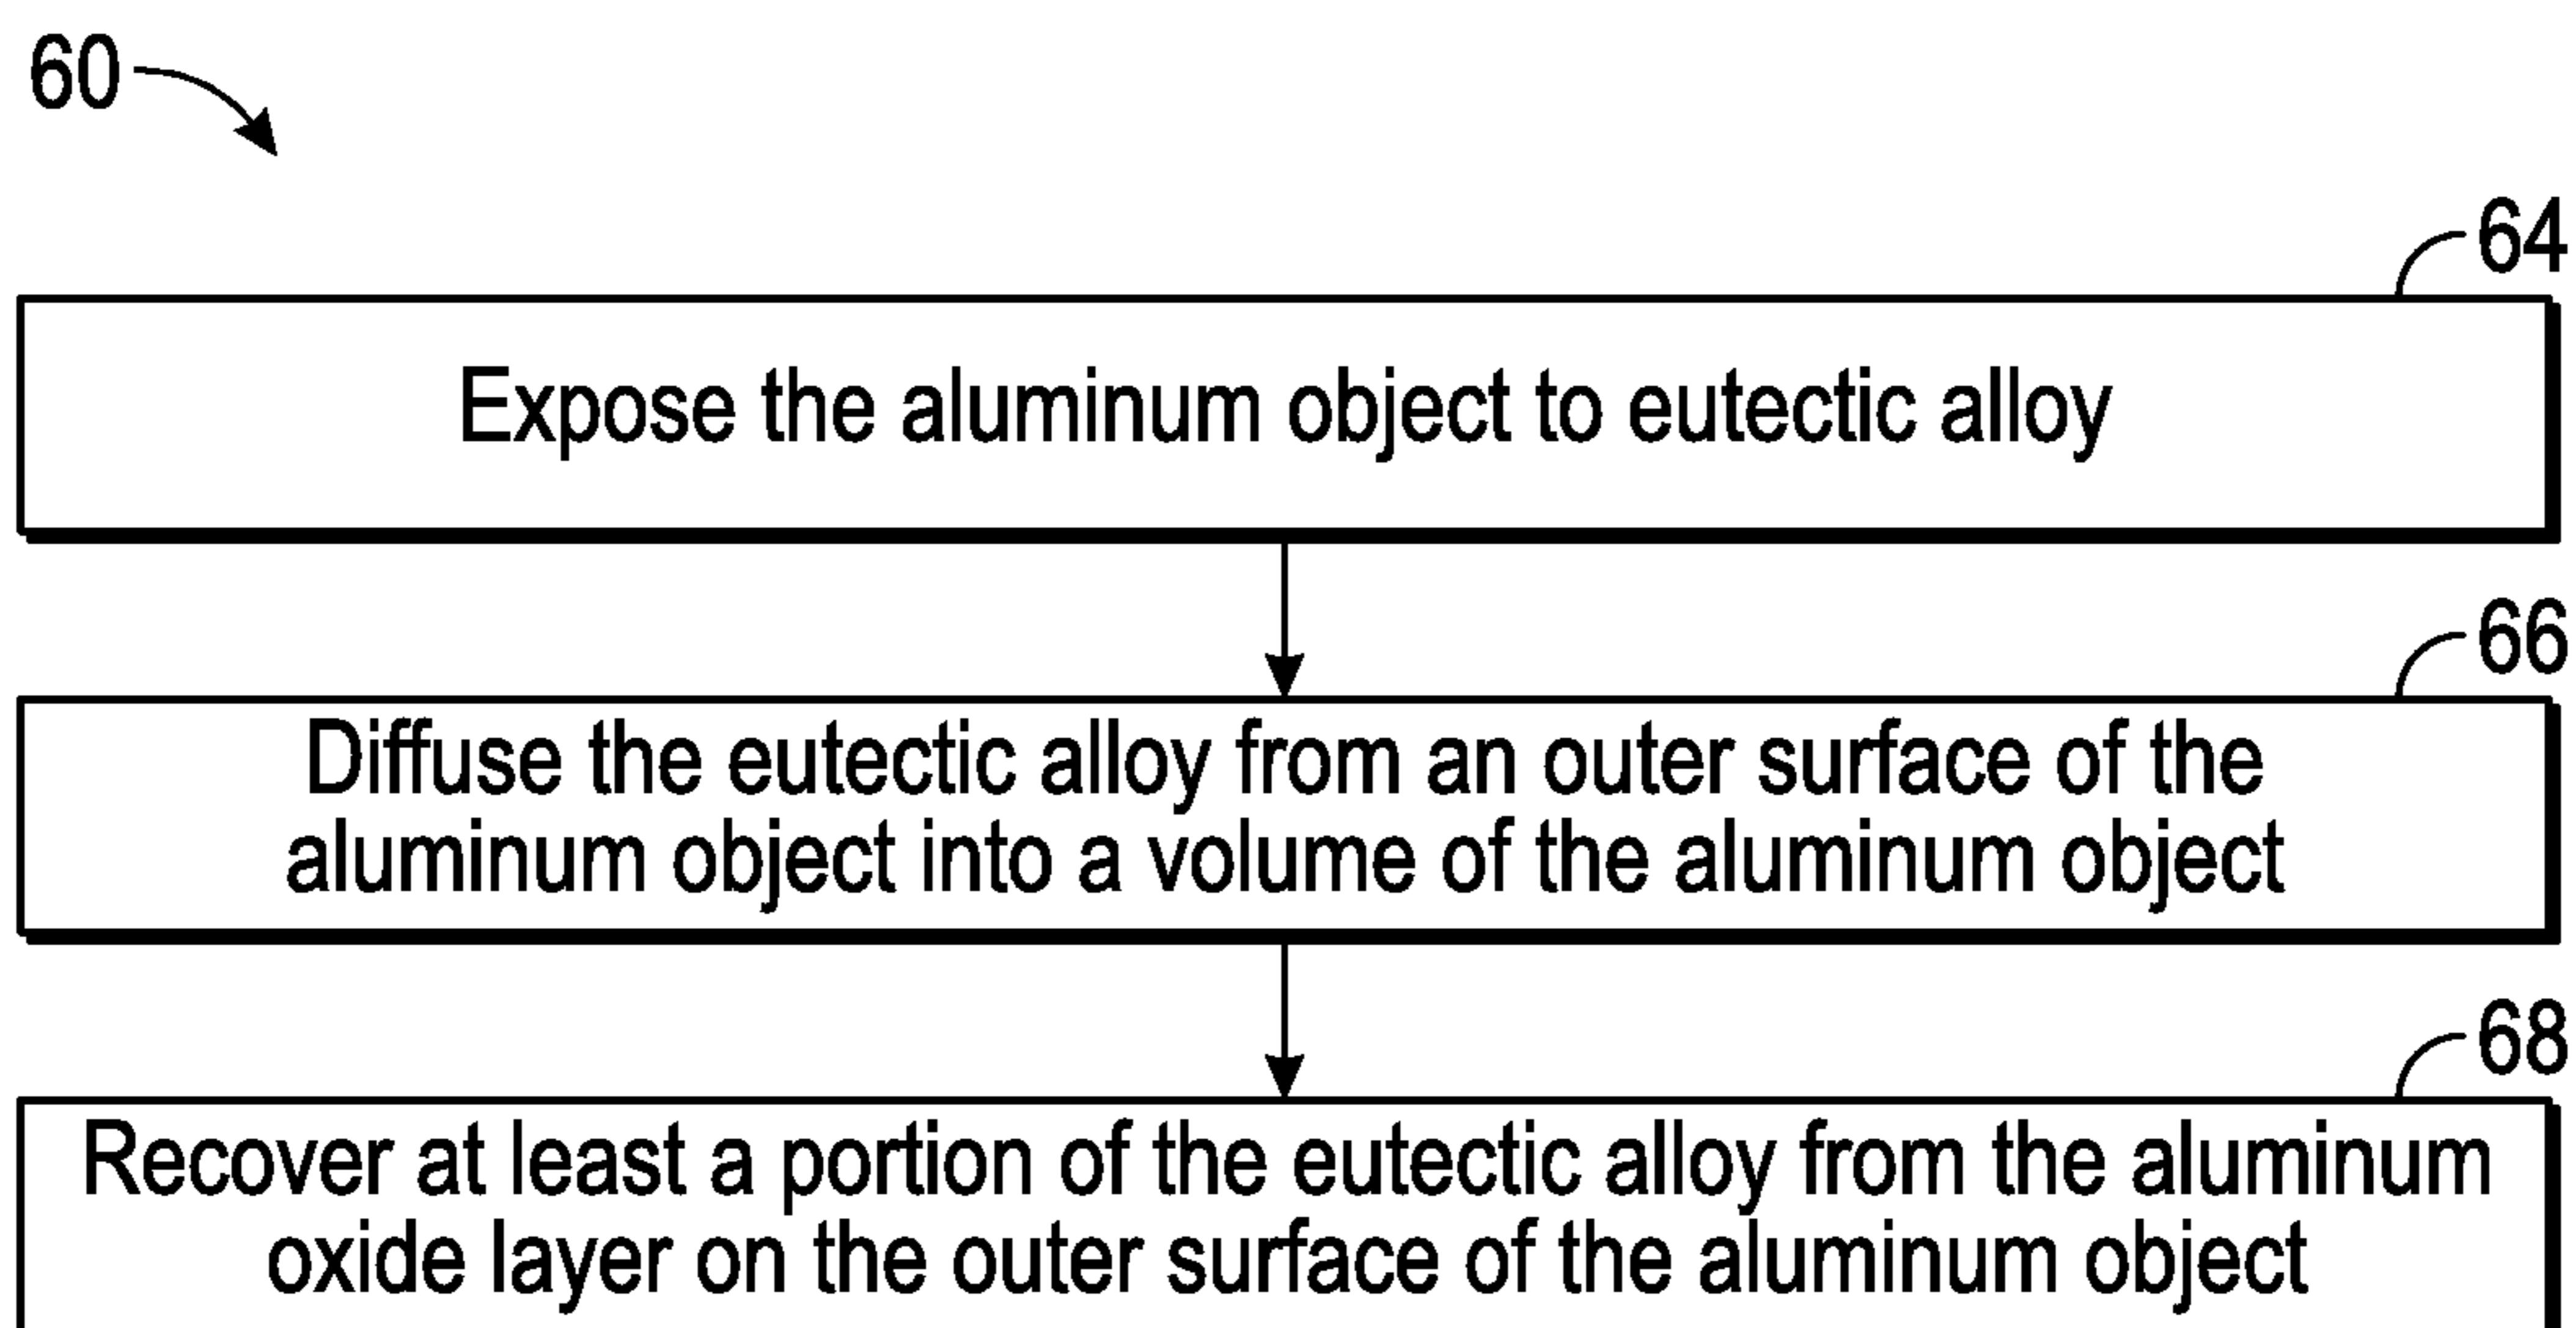 60
64
Expose the aluminum object to eutectic alloy
66
Diffuse the eutectic alloy from an outer surface of the
aluminum object into a volume of the aluminum object
68
Recover at least a portion of the eutectic alloy from the aluminum
oxide layer on the outer surface of the aluminum object